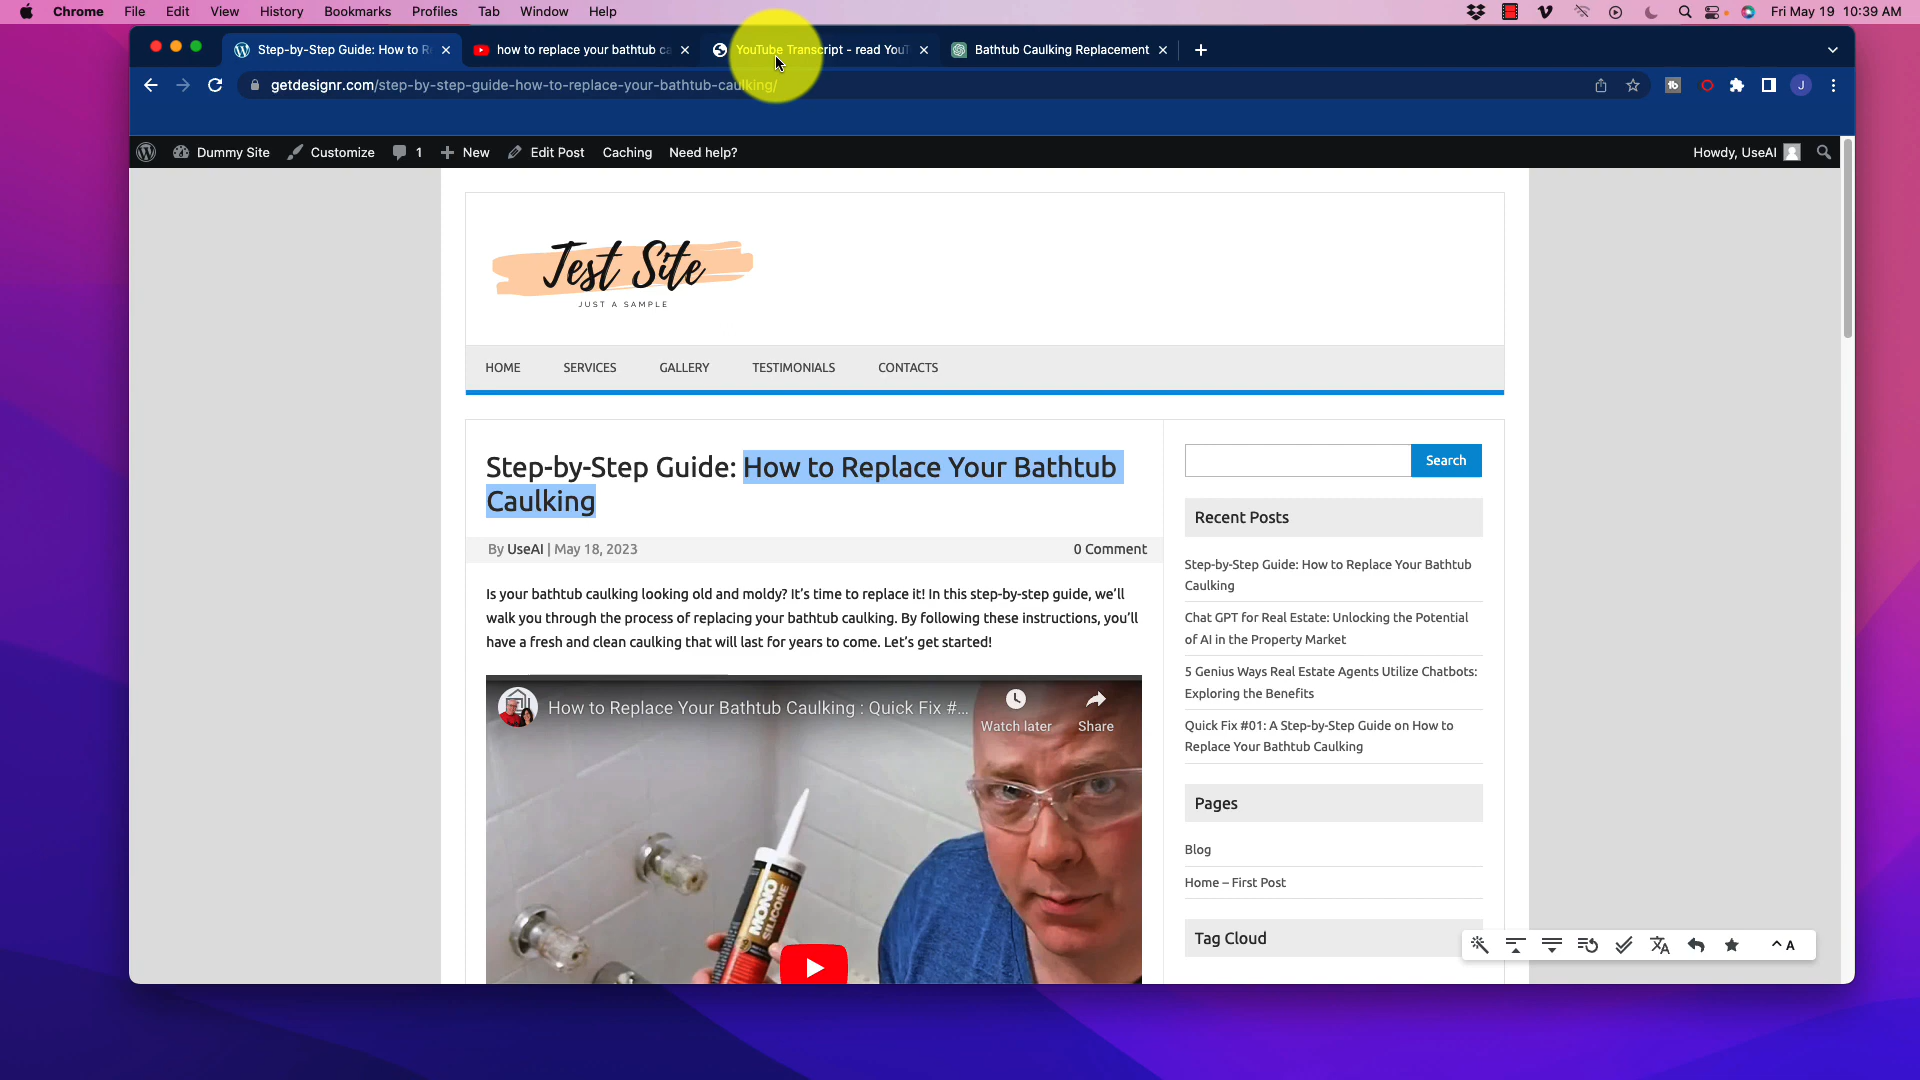 Chrome File Edit View History Bookmarks Profiles Tab Window Help Fri May 19 10:39 AM
Step-by-Step Guide: How to R how to replace your bathtub ca YouTube Transcript - read YouT Bathtub Caulking Replacement
getdesignr.com/step-by-step-guide-how-to-replace-your-bathtub-caulking/ tb J
Dummy Site Customize 1 New Edit Post Caching Need help? Howdy, UseAI
Test Site
JUST A SAMPLE
HOME SERVICES GALLERY TESTIMONIALS CONTACTS
Step-by-Step Guide: How to Replace Your Bathtub
Caulking
By UseAI | May 18, 2023 0 Comment
Is your bathtub caulking looking old and moldy? It's time to replace it! In this step-by-step guide, we'll
walk you through the process of replacing your bathtub caulking. By following these instructions, you'll
have a fresh and clean caulking that will last for years to come. Let's get started!
How to Replace Your Bathtub Caulking : Quick Fix #...
Watch later Share
MONO
SILICONE
Search
Recent Posts
Step-by-Step Guide: How to Replace Your Bathtub
Caulking
Chat GPT for Real Estate: Unlocking the Potential
of AI in the Property Market
5 Genius Ways Real Estate Agents Utilize Chatbots:
Exploring the Benefits
Quick Fix #01: A Step-by-Step Guide on How to
Replace Your Bathtub Caulking
Pages
Blog
Home – First Post
Tag Cloud
A